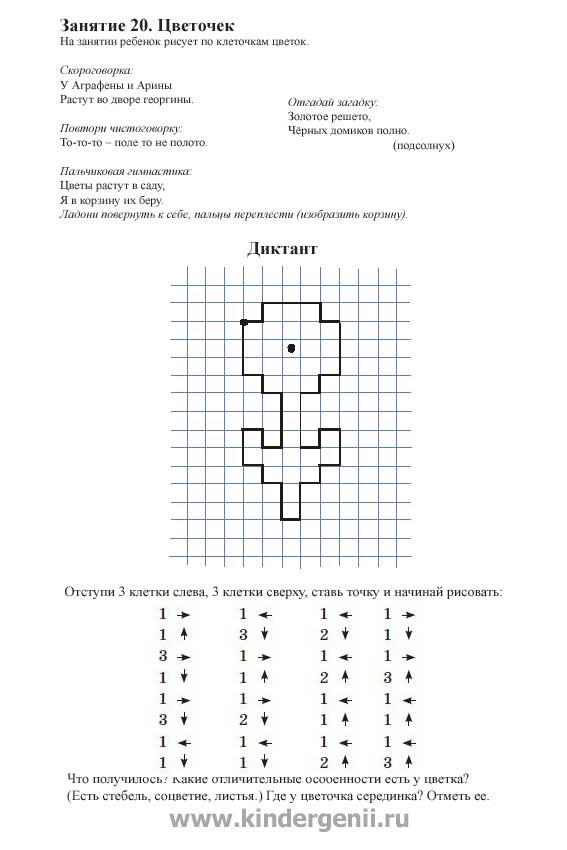 Занятие 20. Цветочек
На занятии ребенок рисует по клеточкам цветок.
Скороговорка:
У Аграфены и Арины
Растут во дворе георгины.
Повтори чистоговорку:
То-то-то – поле то не полото.
Отгадай загадку:
Золотое решето,
Чёрных домиков полно.
(подсолнух)
Пальчиковая гимнастика:
Цветы растут в саду,
Я в корзину их беру.
Ладони повернуть к себе, пальцы переплести (изобразить корзину).
Диктант
Отступи 3 клетки слева, 3 клетки сверху, ставь точку и начинай рисовать:
1 → 1 ← 1 ← 1 →
1 ↑ 3 ↓ 2 ↓ 1 ↓
3 → 1 → 1 ← 1 →
1 ↓ 1 ↑ 2 ↑ 3 ↑
1 → 1 → 1 ← 1 ←
3 ↓ 2 ↓ 1 ↑ 1 ↑
1 ← 1 ← 1 ← 1 ←
1 ↓ 1 ↓ 2 ↑ 3 ↑
Что получилось? Какие отличительные особенности есть у цветка?
(Есть стебель, соцветие, листья.) Где у цветочка серединка? Отметь ее.
www.kindergenii.ru